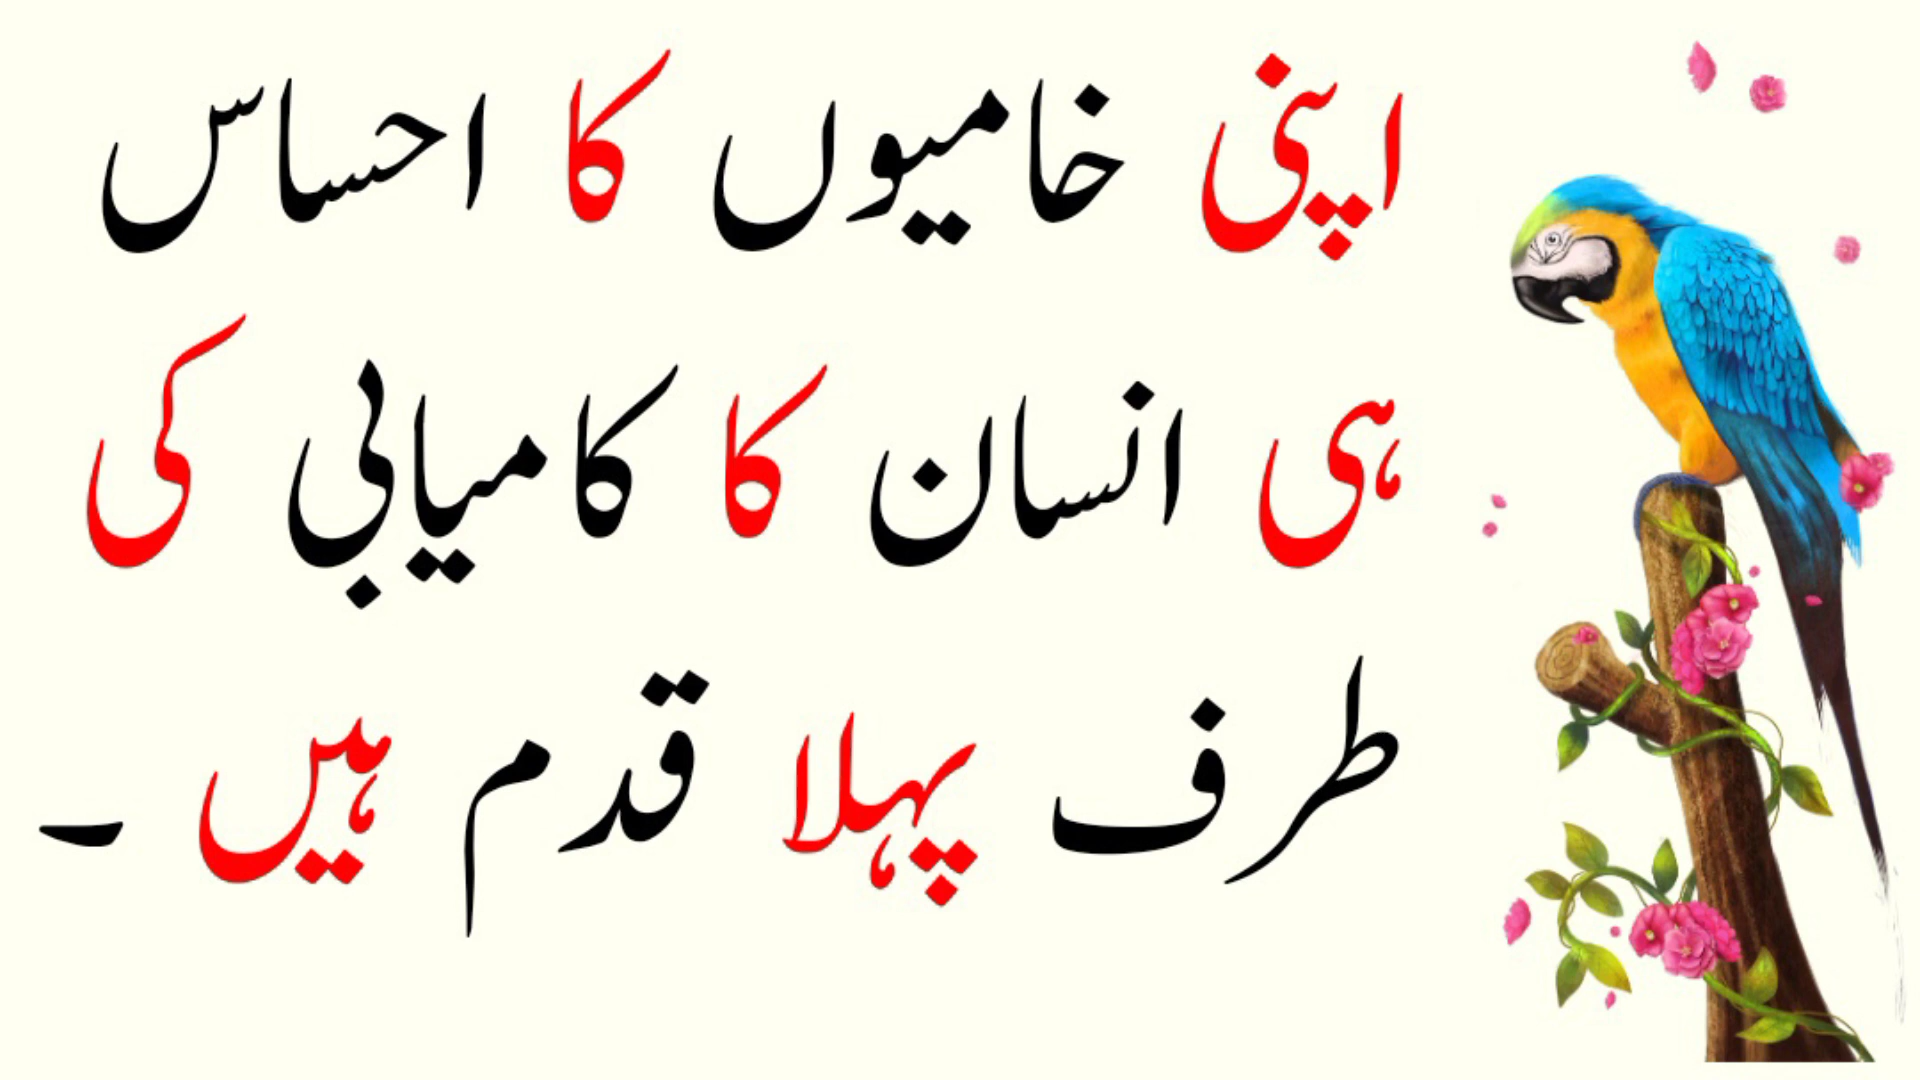 اپنی خامیوں کا احساس
ہی انسان کا کامیابی کی
طرف پہلا قدم ہیں ۔